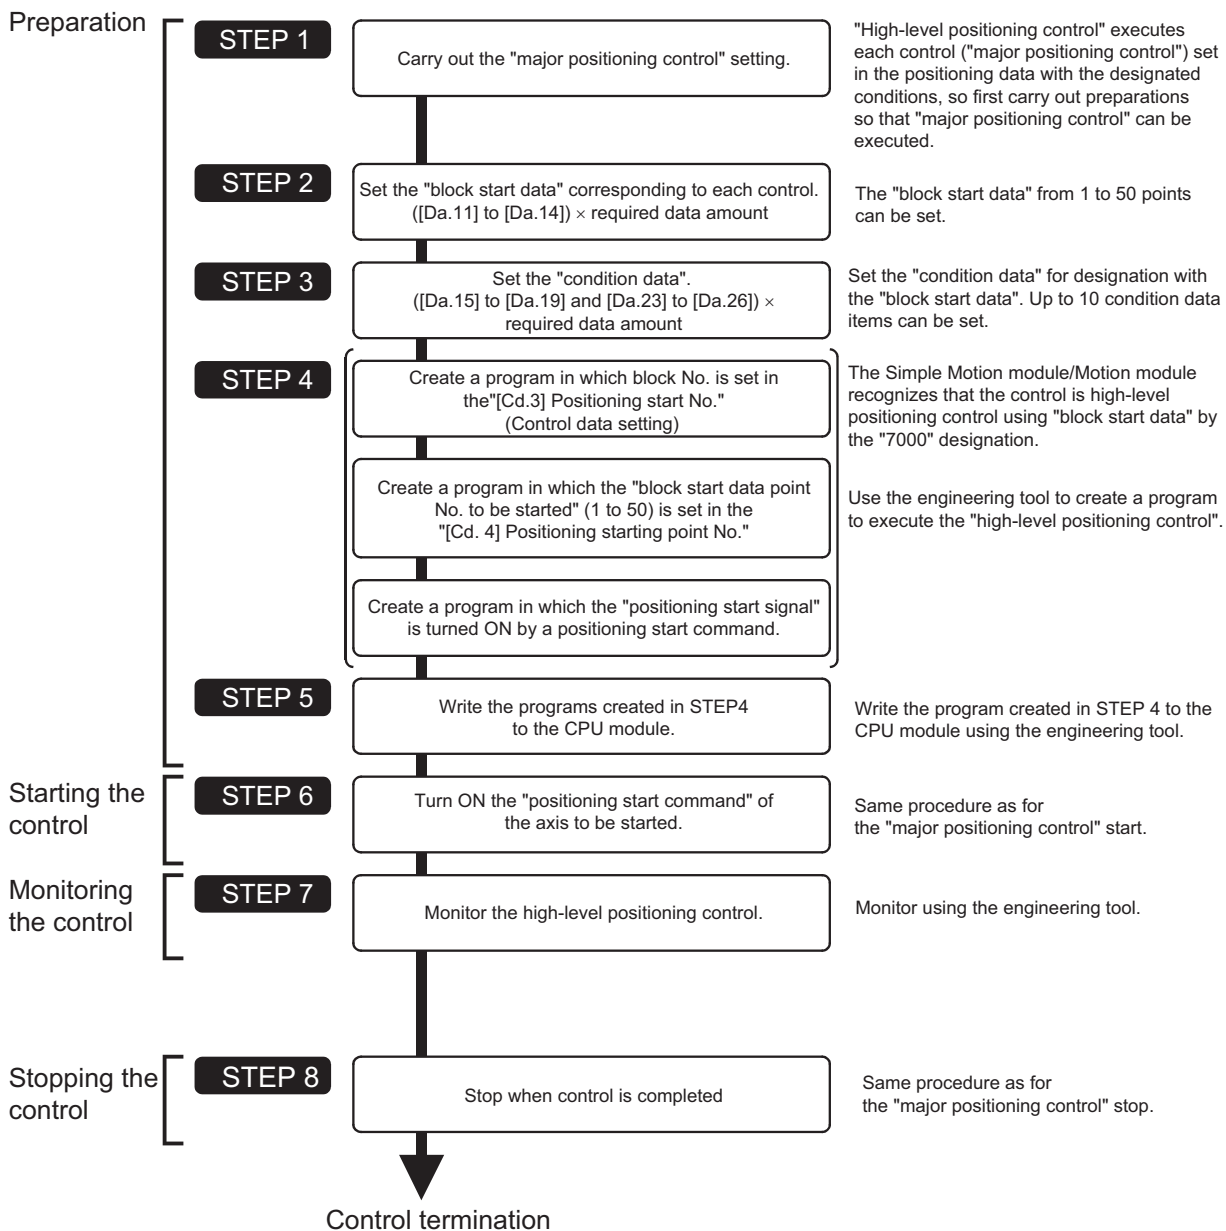 Preparation
STEP 1
Carry out the "major positioning control" setting.
"High-level positioning control" executes
each control ("major positioning control") set
in the positioning data with the designated
conditions, so first carry out preparations
so that "major positioning control" can be
executed.
STEP 2
Set the "block start data" corresponding to each control.
([Da.11] to [Da.14]) × required data amount
The "block start data" from 1 to 50 points
can be set.
STEP 3
Set the "condition data".
([Da.15] to [Da.19] and [Da.23] to [Da.26]) ×
required data amount
Set the "condition data" for designation with
the "block start data". Up to 10 condition data
items can be set.
STEP 4
Create a program in which block No. is set in
the"[Cd.3] Positioning start No."
(Control data setting)
The Simple Motion module/Motion module
recognizes that the control is high-level
positioning control using "block start data" by
the "7000" designation.
Create a program in which the "block start data point
No. to be started" (1 to 50) is set in the
"[Cd. 4] Positioning starting point No."
Use the engineering tool to create a program
to execute the "high-level positioning control".
Create a program in which the "positioning start signal"
is turned ON by a positioning start command.
STEP 5
Write the programs created in STEP4
to the CPU module.
Write the program created in STEP 4 to the
CPU module using the engineering tool.
Starting the
control
STEP 6
Turn ON the "positioning start command" of
the axis to be started.
Same procedure as for
the "major positioning control" start.
Monitoring
the control
STEP 7
Monitor the high-level positioning control.
Monitor using the engineering tool.
Stopping the
control
STEP 8
Stop when control is completed
Same procedure as for
the "major positioning control" stop.
Control termination